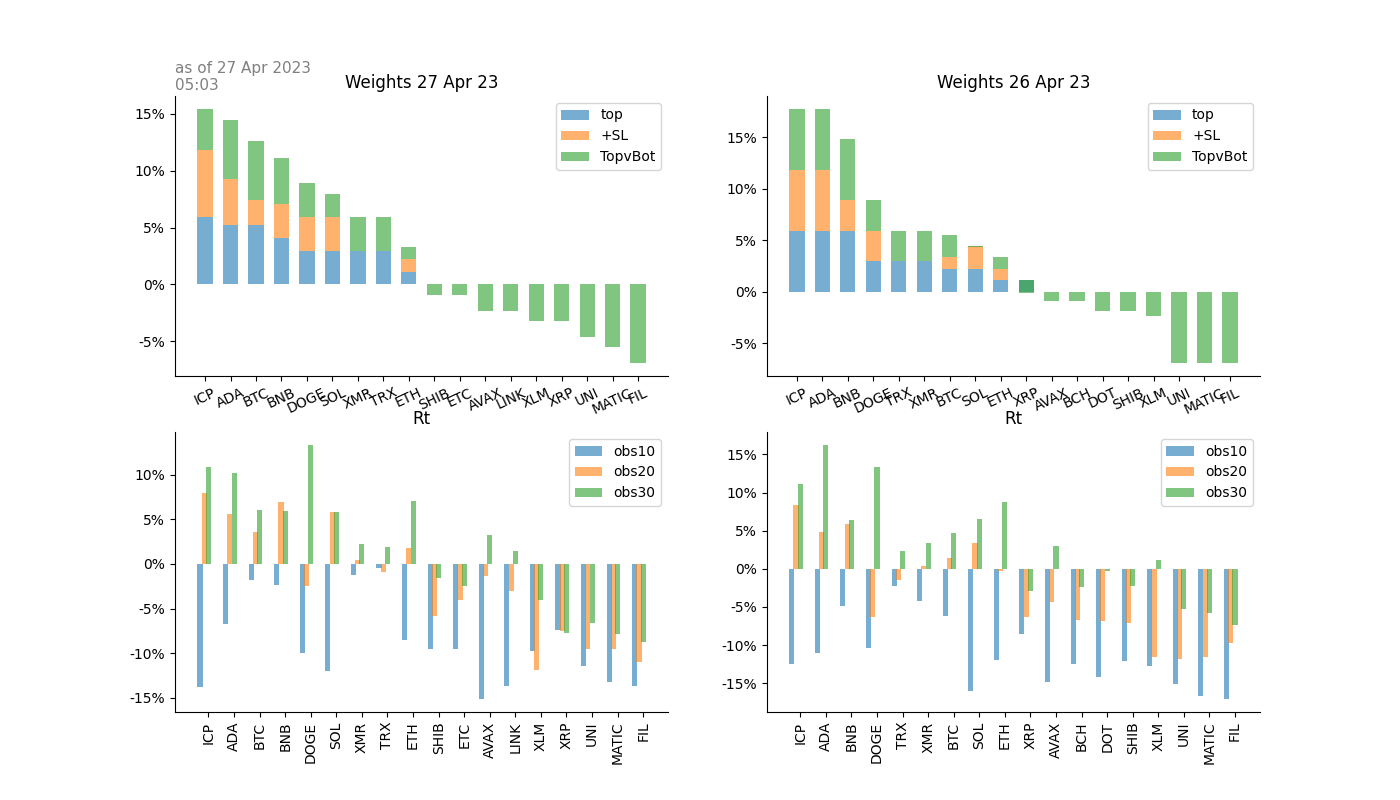 as of 27 Apr 2023
05:03
Weights 27 Apr 23
15%
10%
5%
0%
-5%
top
+SL
TopvBot
ICP ADA BTC BNB DOGE SOL XMR TRX ETH SHIB ETC AVAX LINK XLM XRP UNI MATIC FIL
Weights 26 Apr 23
15%
10%
5%
0%
-5%
top
+SL
TopvBot
ICP ADA BNB DOGE TRX XMR BTC SOL ETH XRP AVAX BCH DOT SHIB XLM UNI MATIC FIL
Rt
10%
5%
0%
-5%
-10%
-15%
obs10
obs20
obs30
ICP ADA BTC BNB DOGE SOL XMR TRX ETH SHIB ETC AVAX LINK XLM XRP UNI MATIC FIL
Rt
15%
10%
5%
0%
-5%
-10%
-15%
obs10
obs20
obs30
ICP ADA BNB DOGE TRX XMR BTC SOL ETH XRP AVAX BCH DOT SHIB XLM UNI MATIC FIL